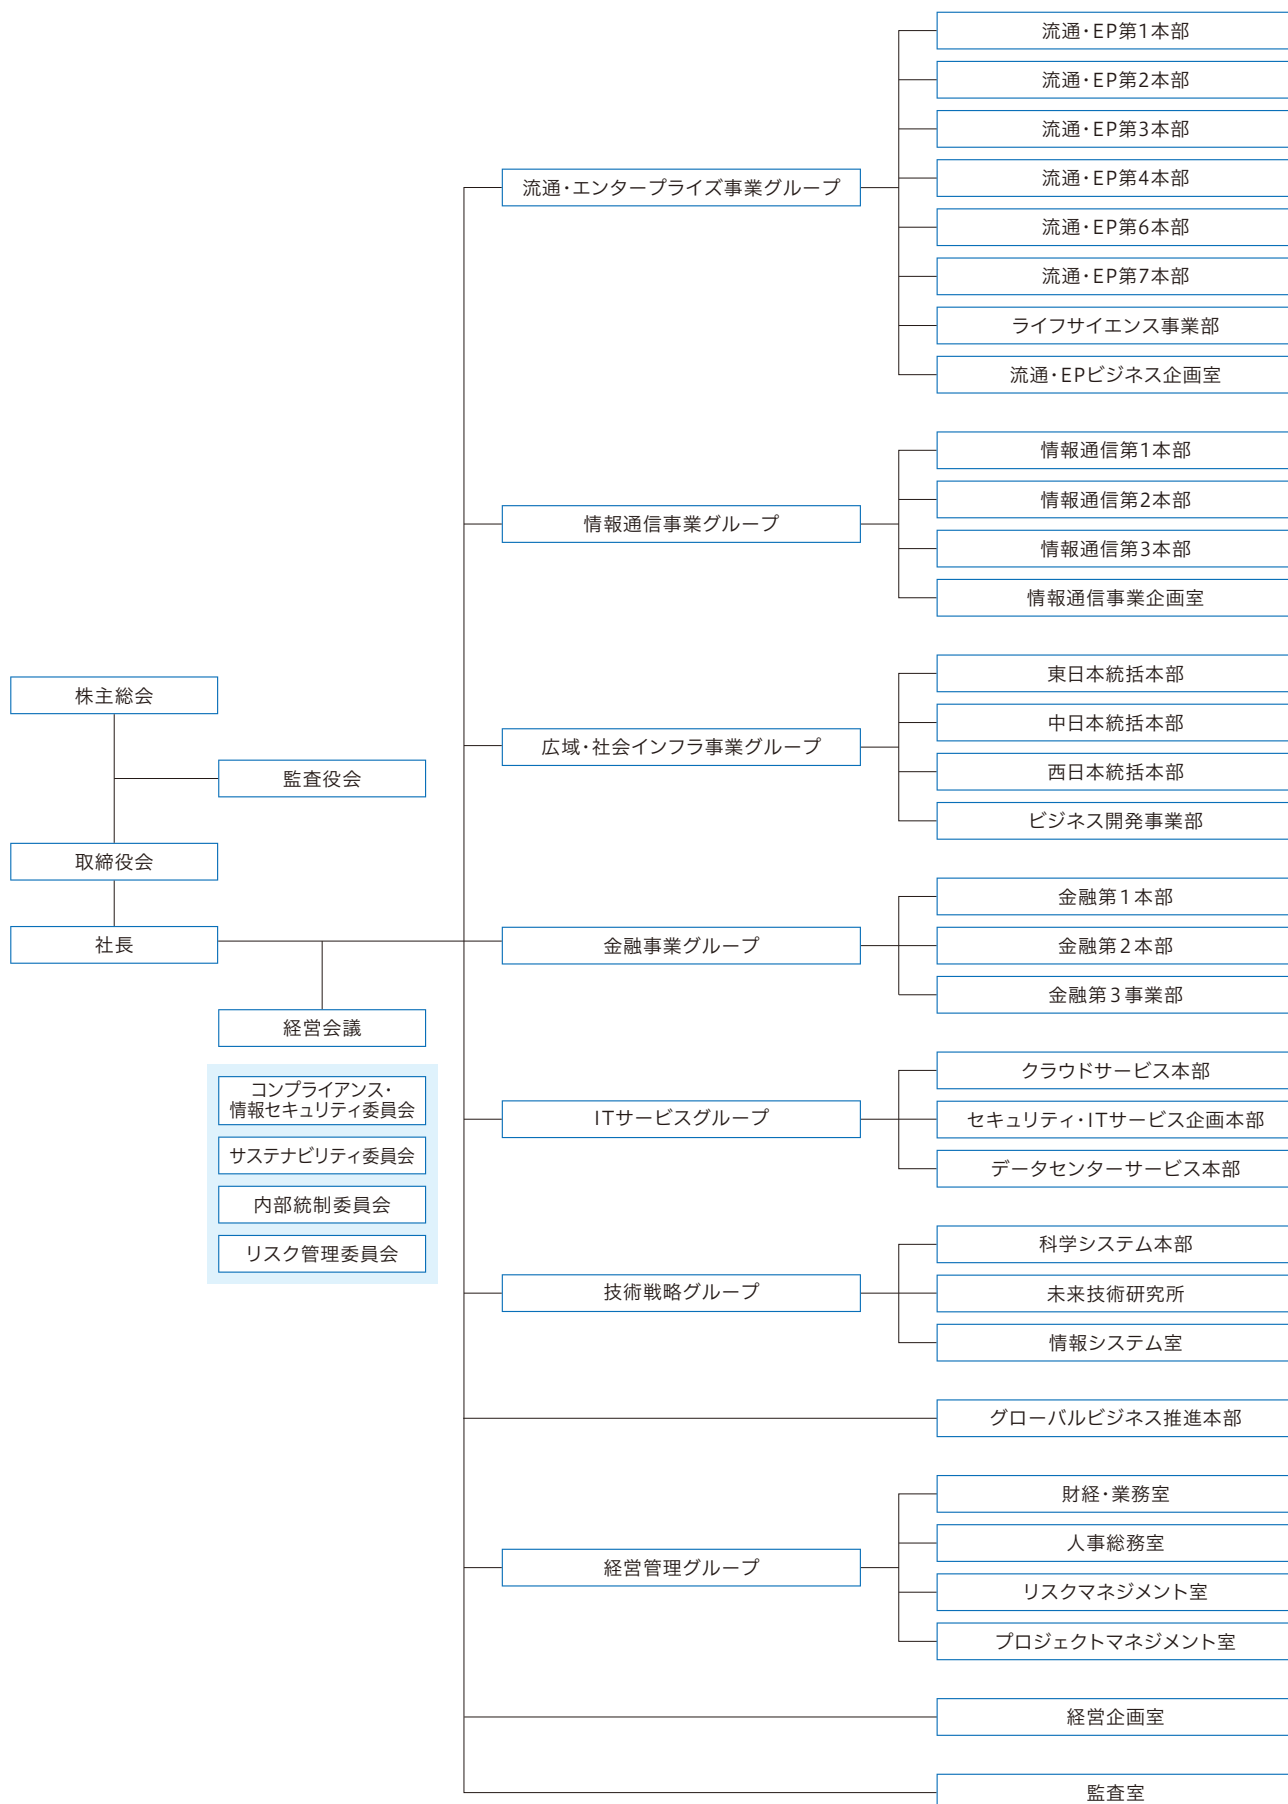 株主総会
監査役会
取締役会
社長
経営会議
コンプライアンス・
情報セキュリティ委員会
サステナビリティ委員会
内部統制委員会
リスク管理委員会
流通・エンタープライズ事業グループ
流通・EP第1本部
流通・EP第2本部
流通・EP第3本部
流通・EP第4本部
流通・EP第6本部
流通・EP第7本部
ライフサイエンス事業部
流通・EPビジネス企画室
情報通信事業グループ
情報通信第1本部
情報通信第2本部
情報通信第3本部
情報通信事業企画室
広域・社会インフラ事業グループ
東日本統括本部
中日本統括本部
西日本統括本部
ビジネス開発事業部
金融事業グループ
金融第1本部
金融第2本部
金融第3事業部
ITサービスグループ
クラウドサービス本部
セキュリティ・ITサービス企画本部
データセンターサービス本部
技術戦略グループ
科学システム本部
未来技術研究所
情報システム室
グローバルビジネス推進本部
経営管理グループ
財経・業務室
人事総務室
リスクマネジメント室
プロジェクトマネジメント室
経営企画室
監査室